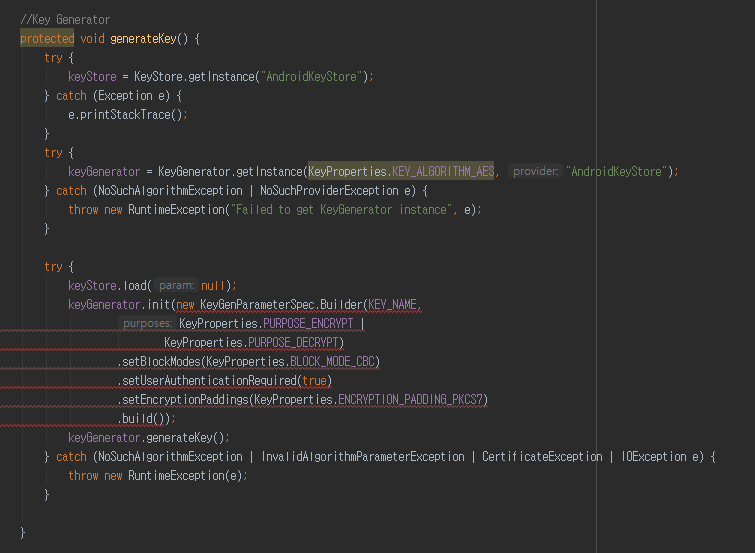 //Key Generator
protected void generateKey() {
try {
keyStore = KeyStore.getInstance("AndroidKeyStore");
} catch (Exception e) {
e.printStackTrace();
}
try {
keyGenerator = KeyGenerator.getInstance(KeyProperties.KEY_ALGORITHM_AES, provider: "AndroidKeyStore");
} catch (NoSuchAlgorithmException | NoSuchProviderException e) {
throw new RuntimeException("Failed to get KeyGenerator instance", e);
}
try {
keyStore.load( param: null);
keyGenerator.init(new KeyGenParameterSpec.Builder(KEY_NAME,
purposes: KeyProperties.PURPOSE_ENCRYPT |
KeyProperties.PURPOSE_DECRYPT)
.setBlockModes(KeyProperties.BLOCK_MODE_CBC)
.setUserAuthenticationRequired(true)
.setEncryptionPaddings(KeyProperties.ENCRYPTION_PADDING_PKCS7)
.build());
keyGenerator.generateKey();
} catch (NoSuchAlgorithmException | InvalidAlgorithmParameterException | CertificateException | IOException e) {
throw new RuntimeException(e);
}
}